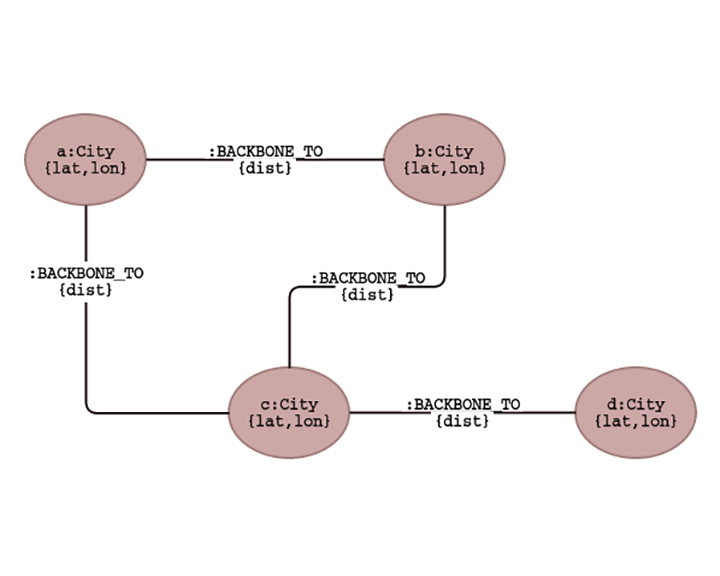 a:City
{lat,lon}
:BACKBONE_TO
{dist}
b:City
{lat,lon}
:BACKBONE_TO
{dist}
:BACKBONE_TO
{dist}
c:City
{lat,lon}
:BACKBONE_TO
{dist}
d:City
{lat,lon}